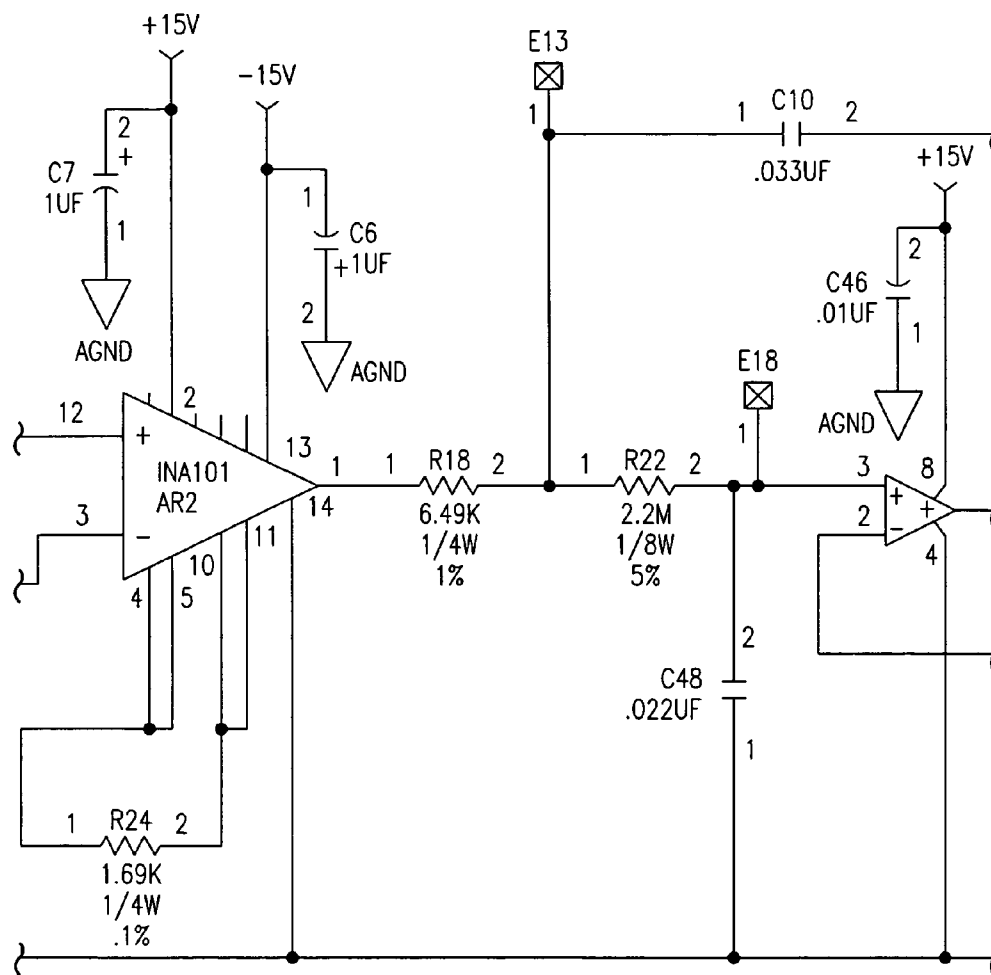 +15V
-15V
E13
1
1
C10
2
.033UF
2
+
C7
1UF
1
AGND
1
C6
+
1UF
2
AGND
+15V
2
C46
.01UF
1
AGND
E18
1
12
2
+
INA101
AR2
3
-
13
1
14
11
10
4
5
1
R18
2
6.49K
1/4W
1%
1
R22
2
2.2M
1/8W
5%
3
8
+
+
2
-
4
2
C48
.022UF
1
1
R24
2
1.69K
1/4W
.1%